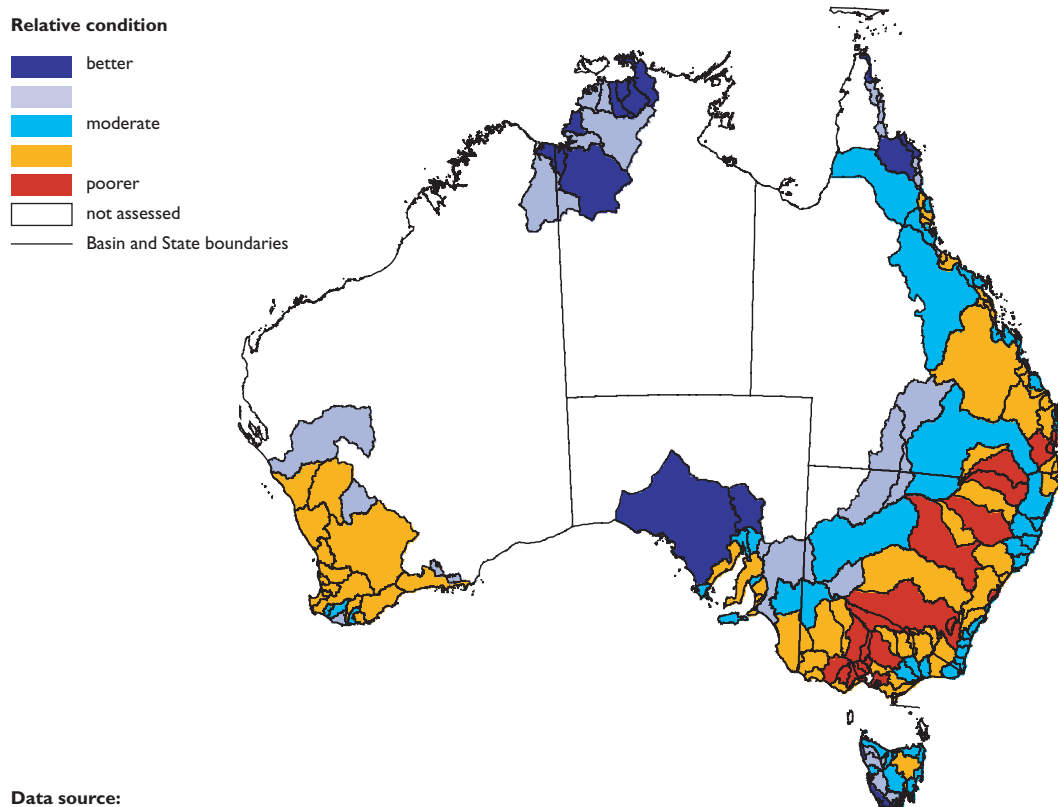 Relative condition
better
moderate
poorer
not assessed
Basin and State boundaries
Data source: